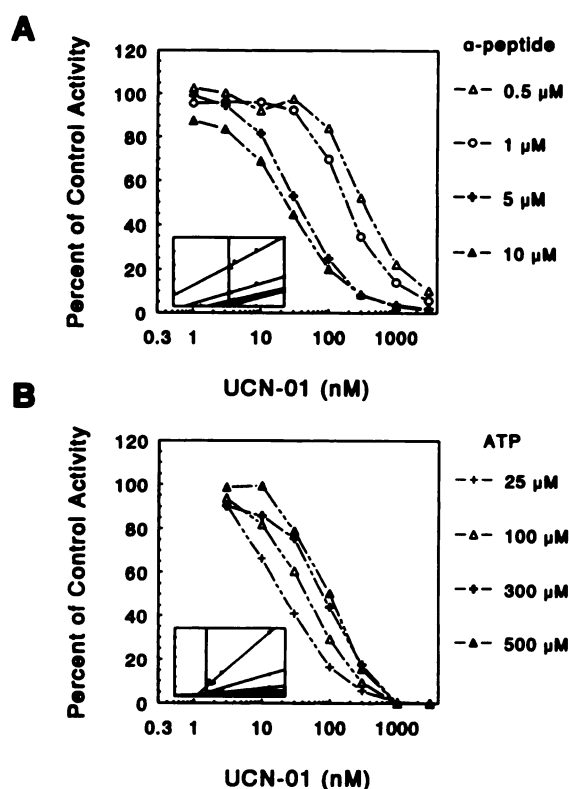 A
α-peptide
120
100
80
60
40
20
0
Percent of Control Activity
0.5 μM
1 μM
5 μM
10 μM
0.3 1 10 100 1000
UCN-01 (nM)
B
ATP
120
100
80
60
40
20
0
Percent of Control Activity
25 μM
100 μM
300 μM
500 μM
0.3 1 10 100 1000
UCN-01 (nM)